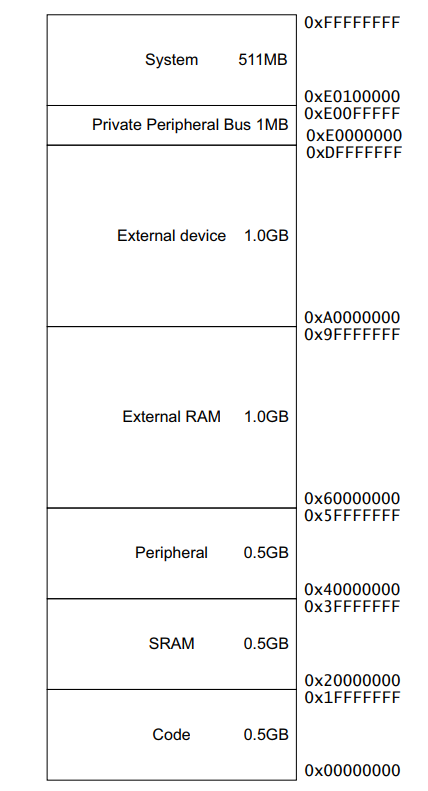 0xFFFFFFFF
System 511MB
0xE0100000
0xE00FFFFF
Private Peripheral Bus 1MB
0xE0000000
0xDFFFFFFF
External device 1.0GB
0xA0000000
0x9FFFFFFF
External RAM 1.0GB
0x60000000
0x5FFFFFFF
Peripheral 0.5GB
0x40000000
0x3FFFFFFF
SRAM 0.5GB
0x20000000
0x1FFFFFFF
Code 0.5GB
0x00000000